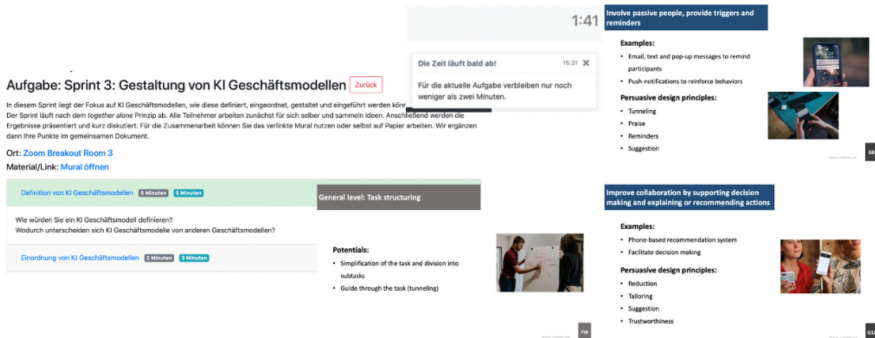 1:41
Die Zeit läuft bald ab!
15:31
Für die aktuelle Aufgabe verbleiben nur noch
weniger als zwei Minuten.
Aufgabe: Sprint 3: Gestaltung von KI Geschäftsmodellen
Zurück
In diesem Sprint liegt der Fokus auf KI Geschäftsmodellen, wie diese definiert, eingeordnet, gestaltet und eingeführt werden
Der Sprint läuft nach dem together alone Prinzip ab. Alle Teilnehmer arbeiten zunächst für sich selber und sammeln Ideen. Anschließend werden die
Ergebnisse präsentiert und kurz diskutiert. Für die Zusammenarbeit können Sie das verlinkte Mural nutzen oder selbst auf Papier arbeiten. Wir ergänzen
dann Ihre Punkte im gemeinsamen Dokument.
Ort: Zoom Breakout Room 3
Material/Link: Mural öffnen
Definition von KI Geschäftsmodellen 5 Minuten 5 Minuten
Wie würden Sie ein KI Geschäftsmodell definieren?
Wodurch unterscheiden sich KI Geschäftsmodelle von anderen Geschäftsmodellen?
Einordnung von KI Geschäftsmodellen 2 Minuten 3 Minuten
General level: Task structuring
Potentials:
• Simplification of the task and division into
subtasks
• Guide through the task (tunneling)
Involve passive people, provide triggers and
reminders
Examples:
• Email, text and pop-up messages to remind
participants
• Push-notifications to reinforce behaviors
Persuasive design principles:
• Tunneling
• Praise
• Reminders
• Suggestion
Improve collaboration by supporting decision
making and explaining or recommending actions
Examples:
• Phone-based recommendation system
• Facilitate decision making
Persuasive design principles:
• Reduction
• Tailoring
• Suggestion
• Trustworthiness